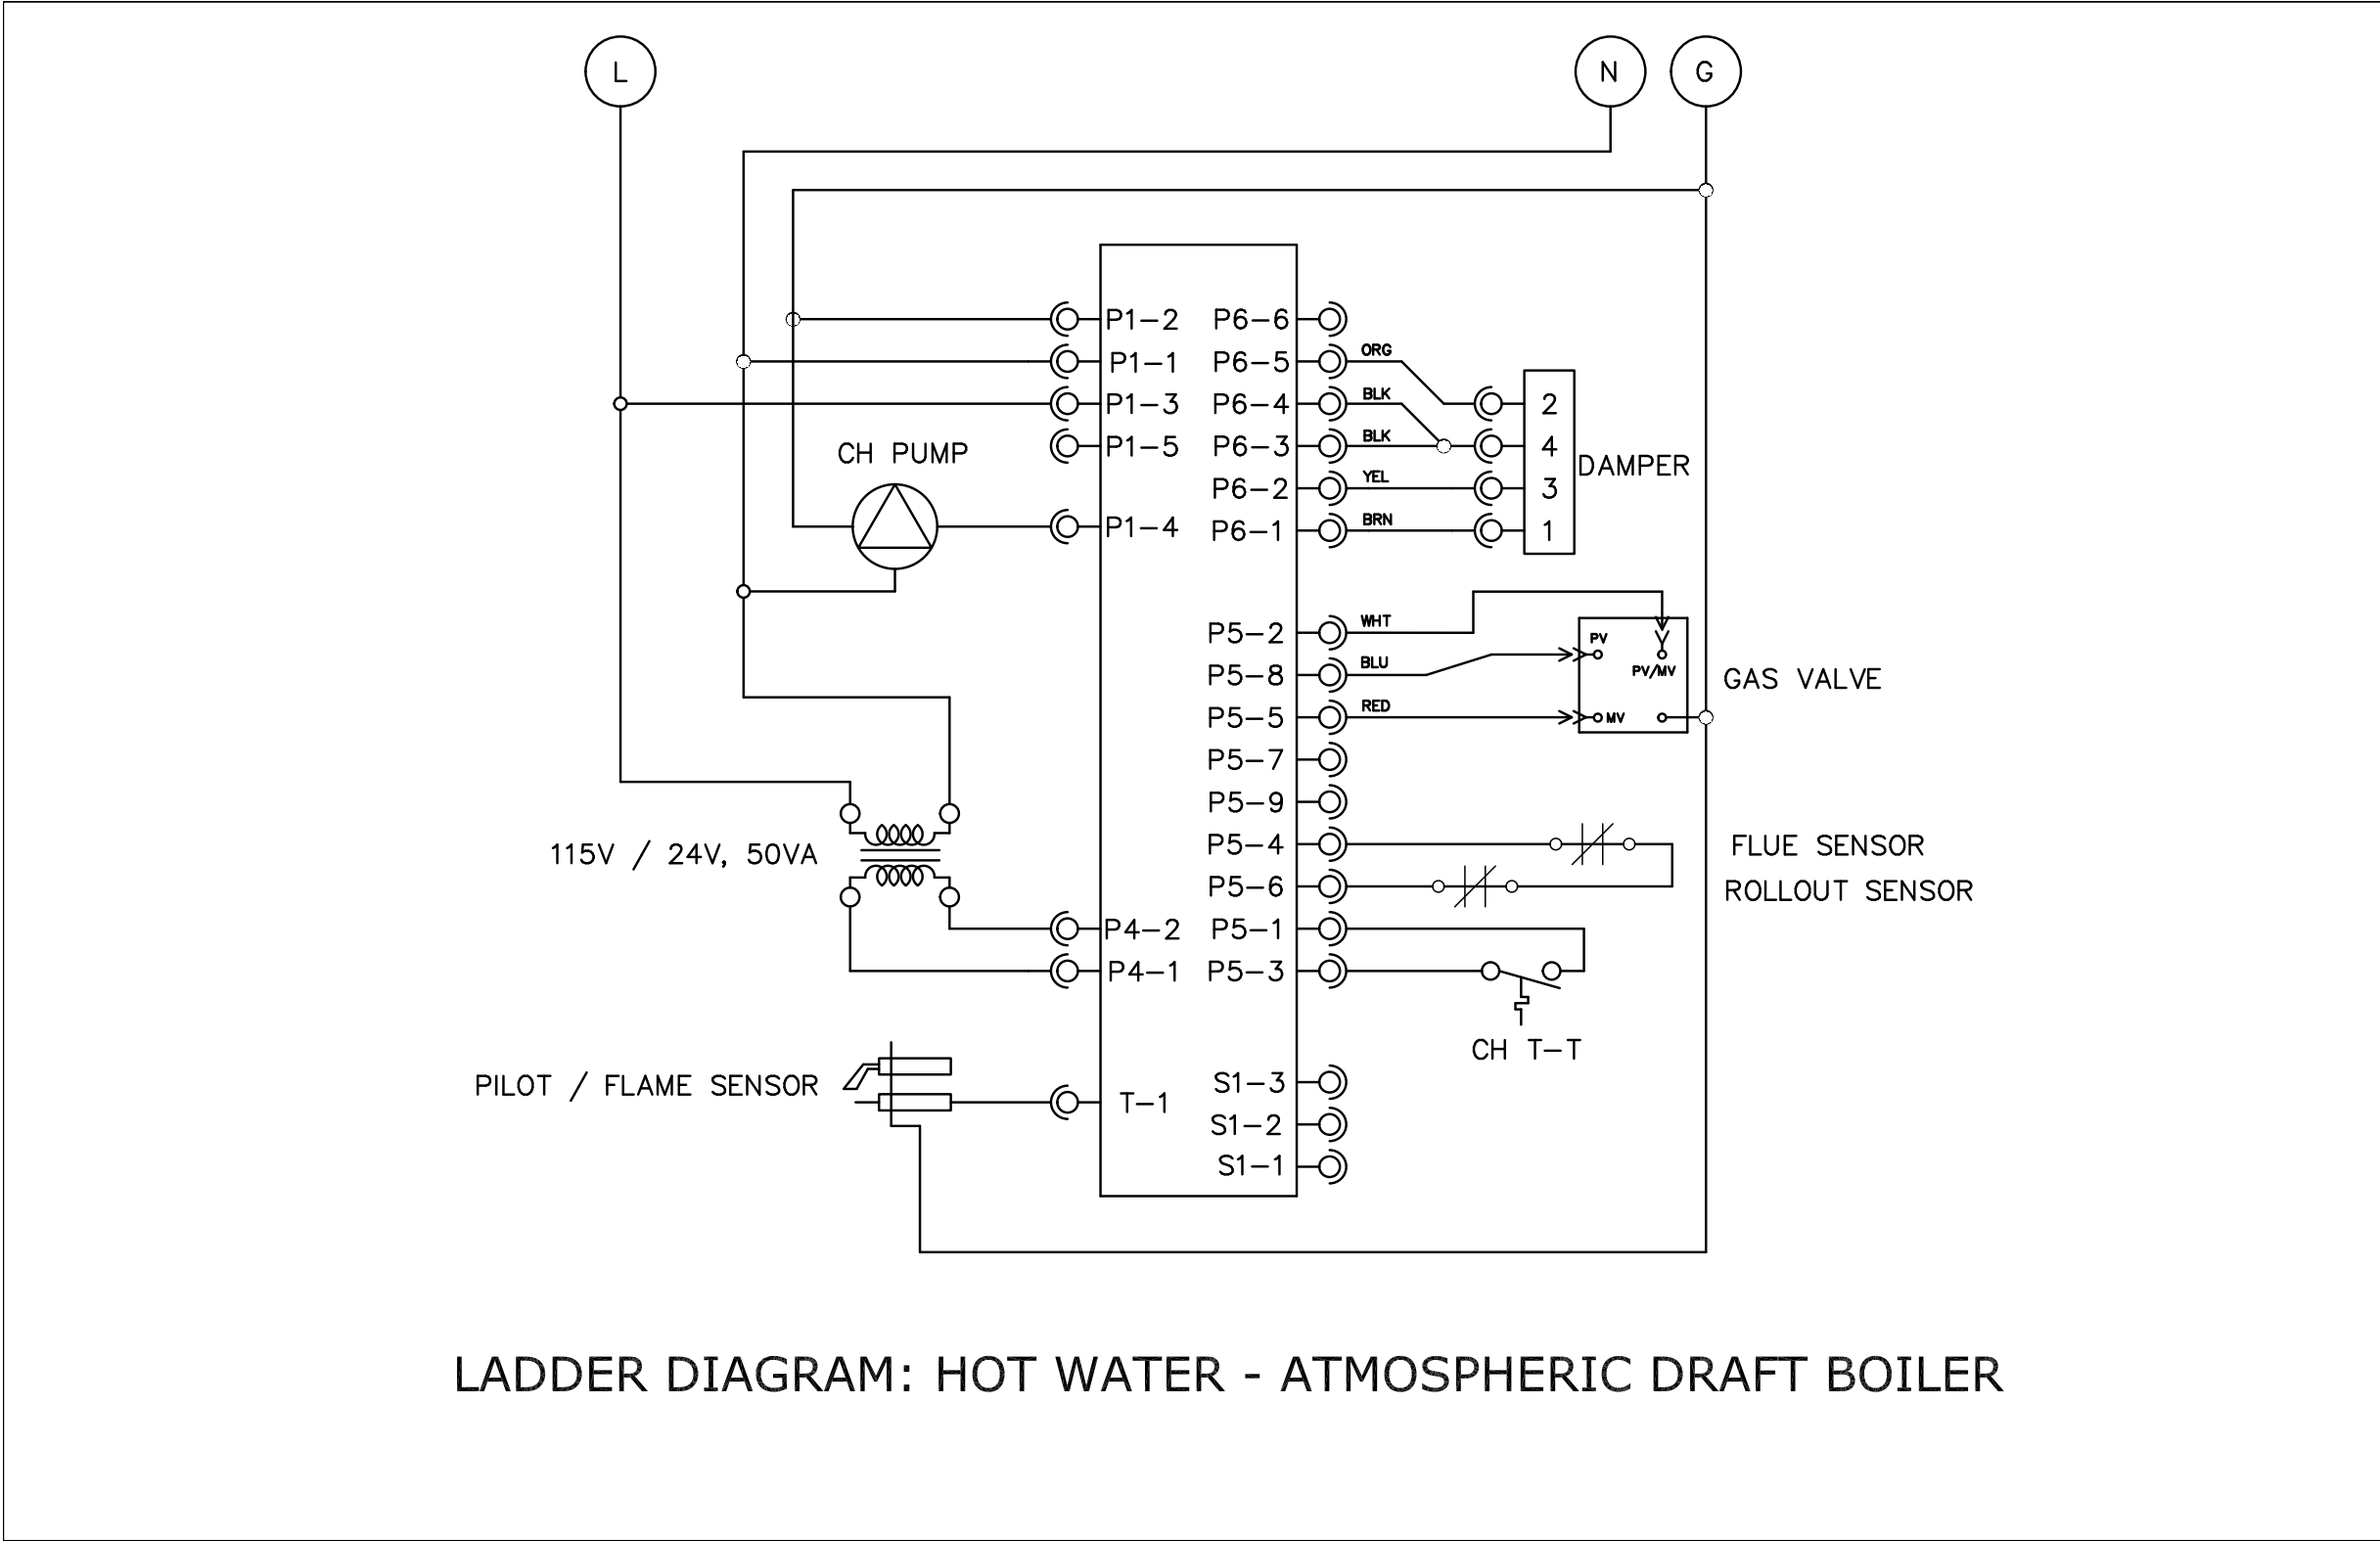 L
N
G
P1-2
P6-6
P1-1
P6-5
ORG
P1-3
P6-4
BLK
2
CH PUMP
P1-5
P6-3
BLK
4
DAMPER
P6-2
YEL
3
P1-4
P6-1
BRN
1
P5-2
WHT
PV
PV/MV
P5-8
BLU
GAS VALVE
P5-5
RED
MV
P5-7
P5-9
115V / 24V, 50VA
P5-4
FLUE SENSOR
P5-6
ROLLOUT SENSOR
P4-2
P5-1
P4-1
P5-3
CH T-T
PILOT / FLAME SENSOR
T-1
S1-3
S1-2
S1-1
LADDER DIAGRAM: HOT WATER - ATMOSPHERIC DRAFT BOILER